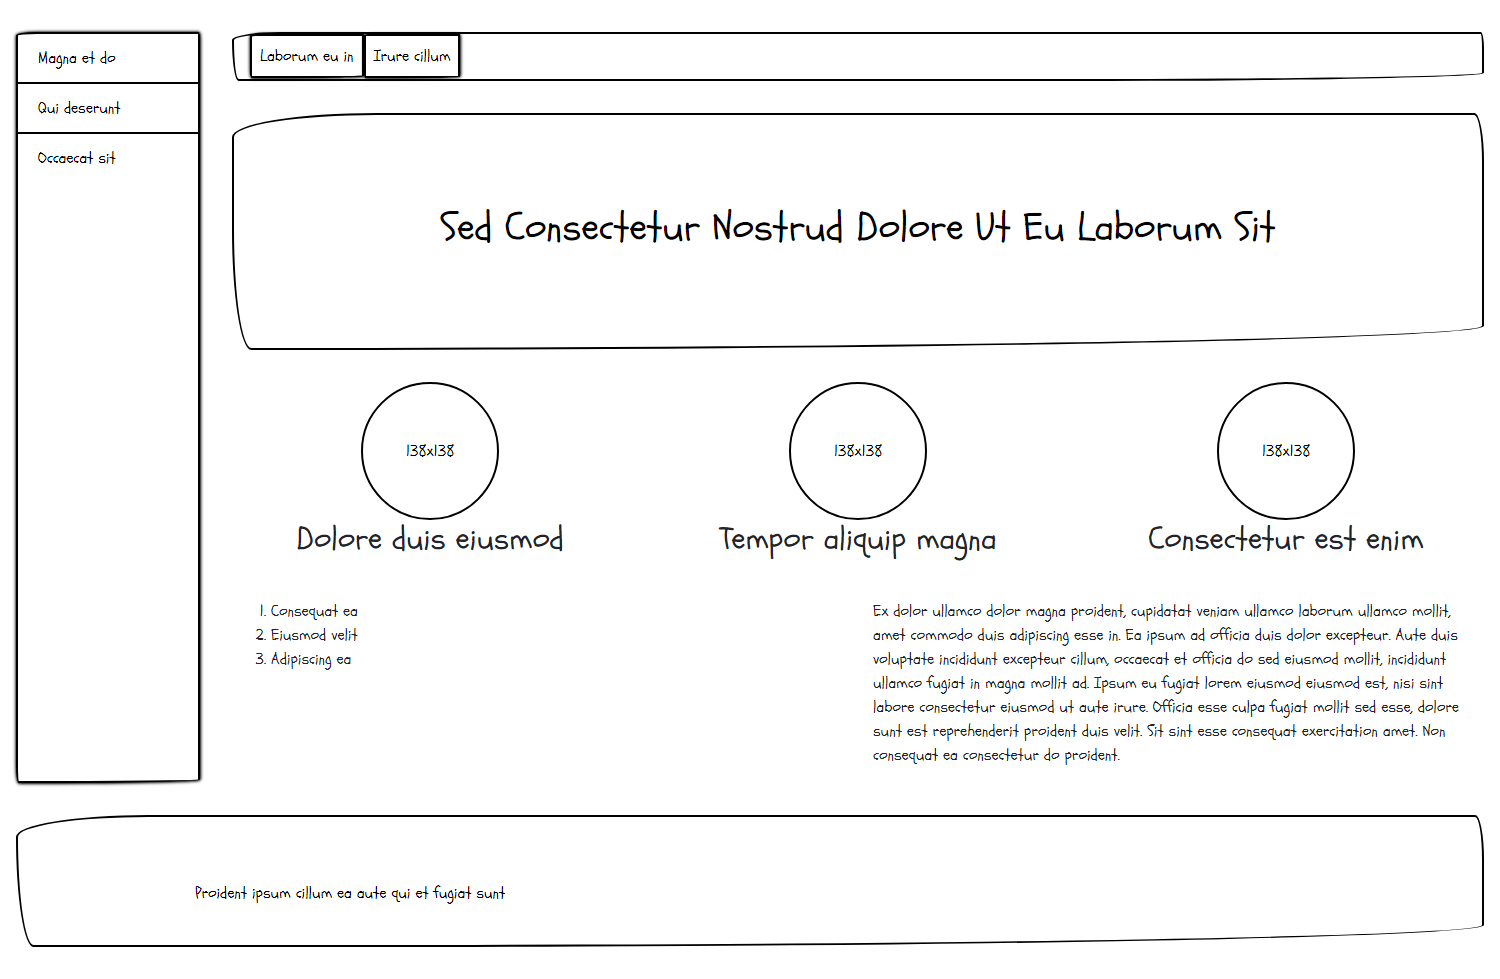 Magna et do
Qui deserunt
Occaecat sit
Laborum eu in
Irure cillum
Sed Consectetur Nostrud Dolore Ut Eu Laborum Sit
138x138
Dolore duis eiusmod
138x138
Tempor aliquip magna
138x138
Consectetur est enim
1. Consequat ea
2. Eiusmod velit
3. Adipiscing ea
Ex dolor ullamco dolor magna proident, cupidatat veniam ullamco laborum ullamco mollit,
amet commodo duis adipiscing esse in. Ea ipsum ad officia duis dolor excepteur. Aute duis
voluptate incididunt excepteur cillum, occaecat et officia do sed eiusmod mollit, incididunt
ullamco fugiat in magna mollit ad. Ipsum eu fugiat lorem eiusmod eiusmod est, nisi sint
labore consectetur eiusmod ut aute irure. Officia esse culpa fugiat mollit sed esse, dolore
sunt est reprehenderit proident duis velit. Sit sint esse consequat exercitation amet. Non
consequat ea consectetur do proident.
Proident ipsum cillum ea aute qui et fugiat sunt